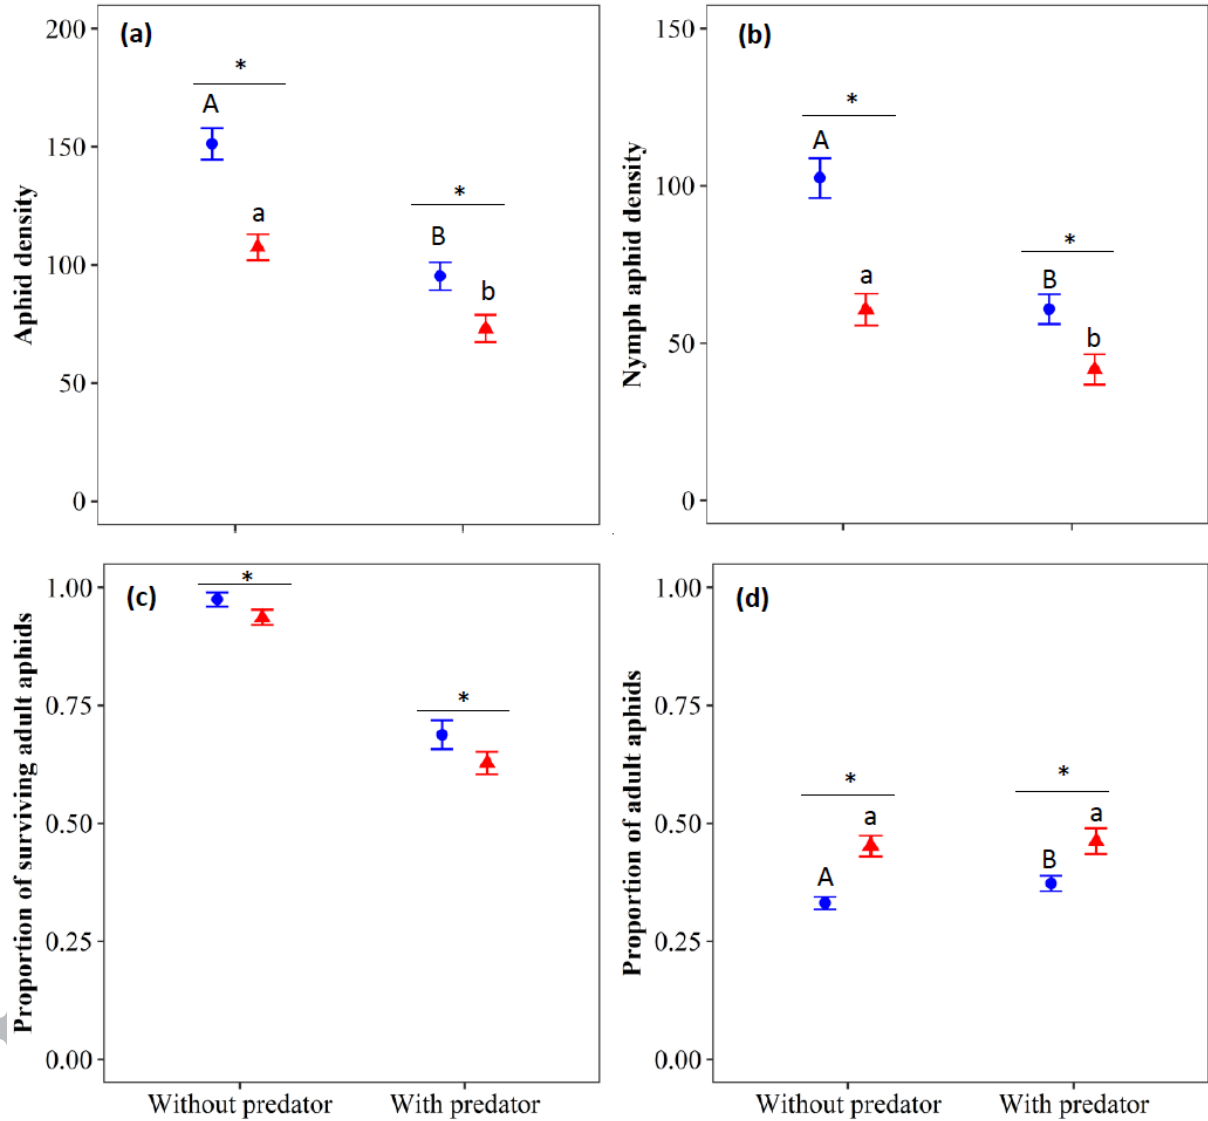 (a)
Aphid density
200
150
100
50
0
*
A
a
*
B
b
(b)
Nymph aphid density
150
100
50
0
*
A
a
*
B
b
(c)
Proportion of surviving adult aphids
1.00
0.75
0.50
0.25
0.00
*
*
Without predator
With predator
(d)
Proportion of adult aphids
1.00
0.75
0.50
0.25
0.00
*
A
a
*
B
a
Without predator
With predator